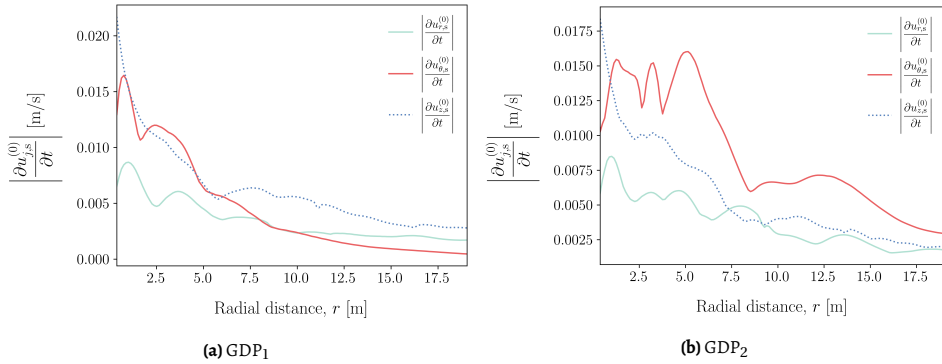 0.020
0.015
0.010
0.005
0.000
2.5 5.0 7.5 10.0 12.5 15.0 17.5
Radial distance, r [m]
|∂u_{j,s}^{(0)}/∂t| [m/s]
|∂u_{r,s}^{(0)}/∂t|
|∂u_{θ,s}^{(0)}/∂t|
|∂u_{z,s}^{(0)}/∂t|
(a) GDP₁
0.0175
0.0150
0.0125
0.0100
0.0075
0.0050
0.0025
2.5 5.0 7.5 10.0 12.5 15.0 17.5
Radial distance, r [m]
|∂u_{j,s}^{(0)}/∂t| [m/s]
|∂u_{r,s}^{(0)}/∂t|
|∂u_{θ,s}^{(0)}/∂t|
|∂u_{z,s}^{(0)}/∂t|
(b) GDP₂